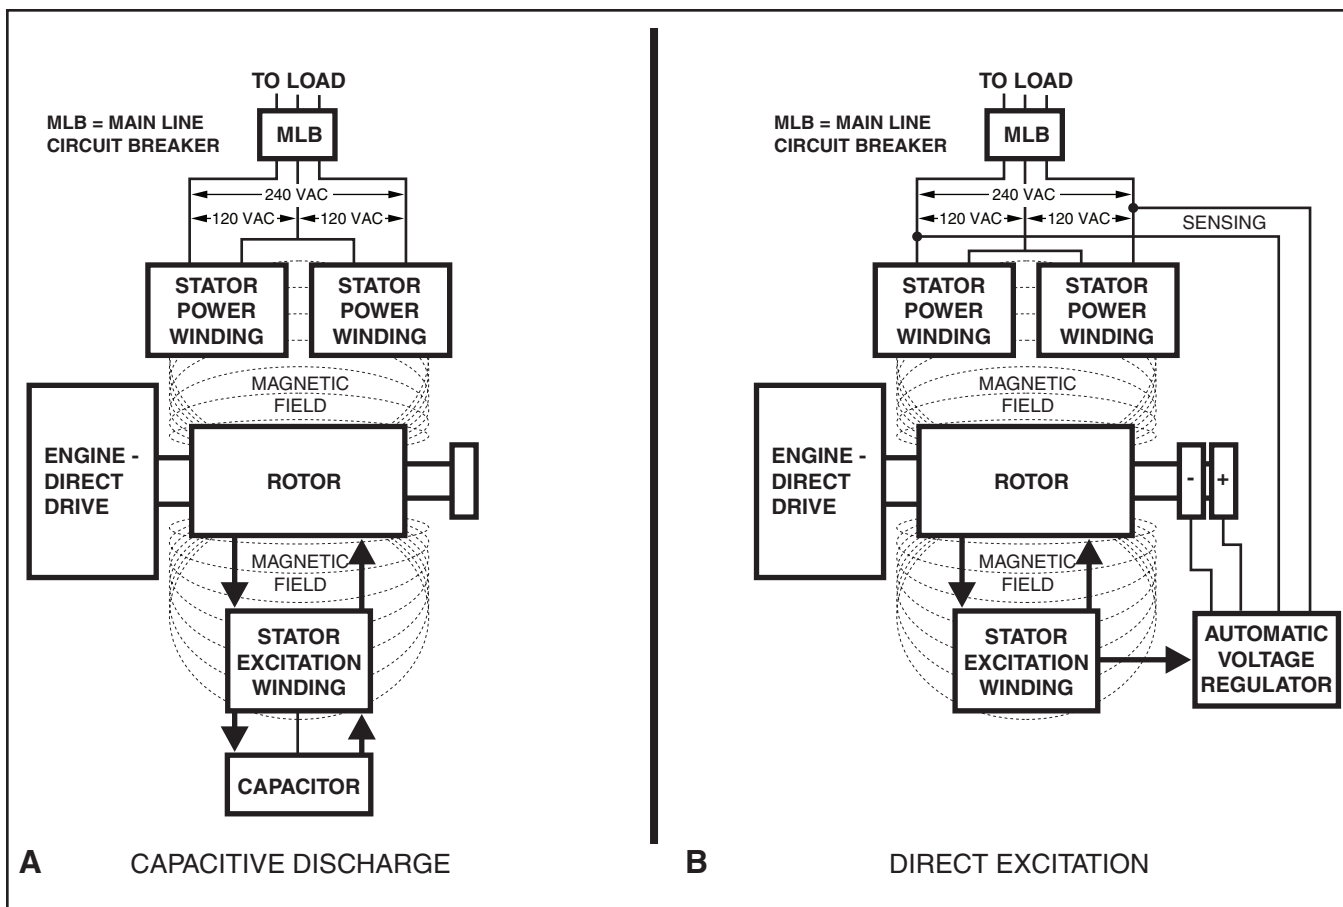 TO LOAD
MLB = MAIN LINE
CIRCUIT BREAKER
MLB
240 VAC
120 VAC
120 VAC
STATOR
POWER
WINDING
STATOR
POWER
WINDING
MAGNETIC
FIELD
ENGINE -
DIRECT
DRIVE
ROTOR
MAGNETIC
FIELD
STATOR
EXCITATION
WINDING
CAPACITOR
A
CAPACITIVE DISCHARGE
TO LOAD
MLB = MAIN LINE
CIRCUIT BREAKER
MLB
240 VAC
120 VAC
120 VAC
SENSING
STATOR
POWER
WINDING
STATOR
POWER
WINDING
MAGNETIC
FIELD
ENGINE -
DIRECT
DRIVE
ROTOR
-
+
MAGNETIC
FIELD
STATOR
EXCITATION
WINDING
AUTOMATIC
VOLTAGE
REGULATOR
B
DIRECT EXCITATION